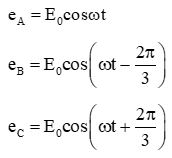 e_A = E_0cosωt
e_B = E_0cos(ωt − 2π/3)
e_C = E_0cos(ωt + 2π/3)